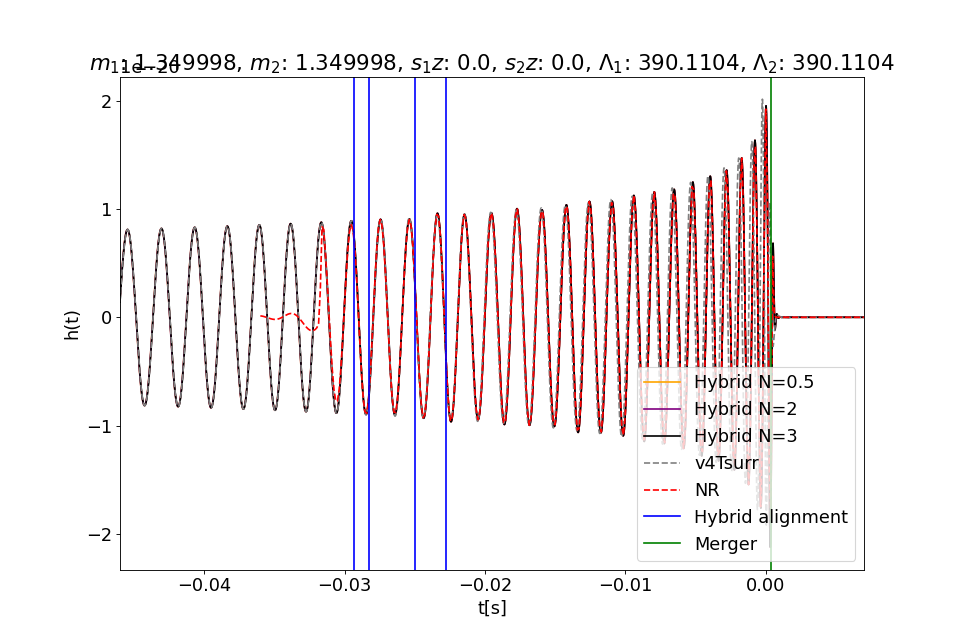 m₁: 1.349998, m₂: 1.349998, s₁z: 0.0, s₂z: 0.0, Λ₁: 390.1104, Λ₂: 390.1104
1e−20
2
1
0
−1
−2
h(t)
Hybrid N=0.5
Hybrid N=2
Hybrid N=3
v4Tsurr
NR
Hybrid alignment
Merger
−0.04 −0.03 −0.02 −0.01 0.00
t[s]